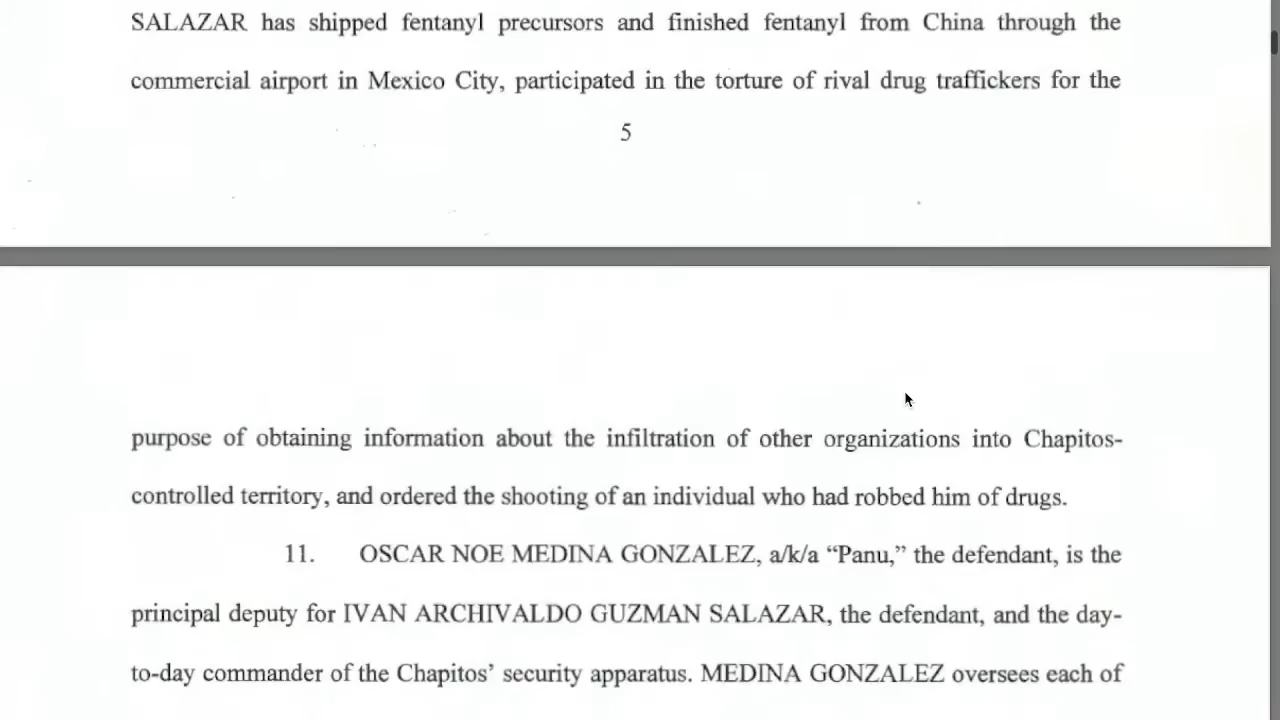 SALAZAR has shipped fentanyl precursors and finished fentanyl from China through the
commercial airport in Mexico City, participated in the torture of rival drug traffickers for the
5
purpose of obtaining information about the infiltration of other organizations into Chapitos-
controlled territory, and ordered the shooting of an individual who had robbed him of drugs.
11. OSCAR NOE MEDINA GONZALEZ, a/k/a “Panu,” the defendant, is the
principal deputy for IVAN ARCHIVALDO GUZMAN SALAZAR, the defendant, and the day-
to-day commander of the Chapitos’ security apparatus. MEDINA GONZALEZ oversees each of